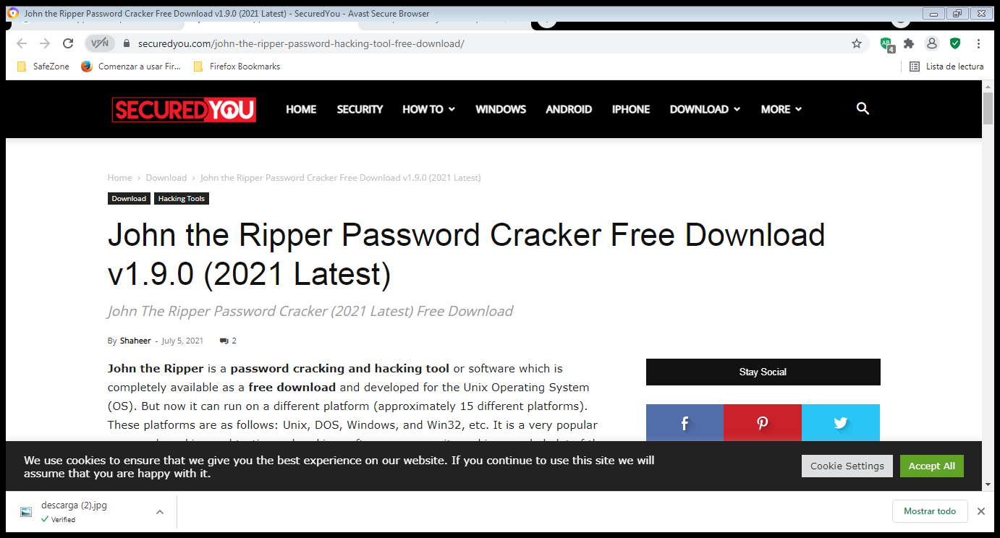 John the Ripper Password Cracker Free Download v1.9.0 (2021 Latest) - SecuredYou - Avast Secure Browser
VPN securedyou.com/john-the-ripper-password-hacking-tool-free-download/ 4
SafeZone Comenzar a usar Fir... Firefox Bookmarks Lista de lectura
SECUREDYOU HOME SECURITY HOW TO WINDOWS ANDROID IPHONE DOWNLOAD MORE
Home › Download › John the Ripper Password Cracker Free Download v1.9.0 (2021 Latest)
Download Hacking Tools
John the Ripper Password Cracker Free Download
v1.9.0 (2021 Latest)
John The Ripper Password Cracker (2021 Latest) Free Download
By Shaheer - July 5, 2021 2
John the Ripper is a password cracking and hacking tool or software which is
completely available as a free download and developed for the Unix Operating System
(OS). But now it can run on a different platform (approximately 15 different platforms).
These platforms are as follows: Unix, DOS, Windows, and Win32, etc. It is a very popular
Stay Social
We use cookies to ensure that we give you the best experience on our website. If you continue to use this site we will
assume that you are happy with it.
Cookie Settings Accept All
descarga (2).jpg
Verified
Mostrar todo